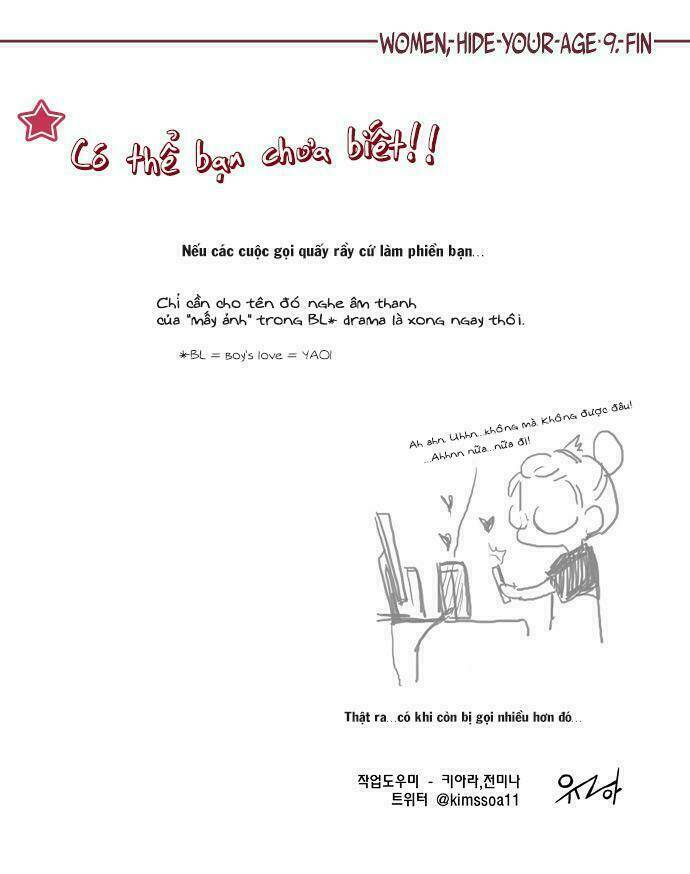 WOMEN, HIDE YOUR AGE 9. FIN
Có thể bạn chưa biết!!
Nếu các cuộc gọi quấy rầy cứ làm phiền bạn...
Chỉ cần cho tên đó nghe âm thanh
của "mấy ảnh" trong BL* drama là xong ngay thôi.
*BL = BOY'S LOVE = YAOI
Ah ahn. Uhhn...không mà. Không được đâu!
...Ahhnn nữa...nữa đi!
Thật ra...có khi còn bị gọi nhiều hơn đó...
작업도우미 - 키아라,전미나
트위터 @kimssoa11